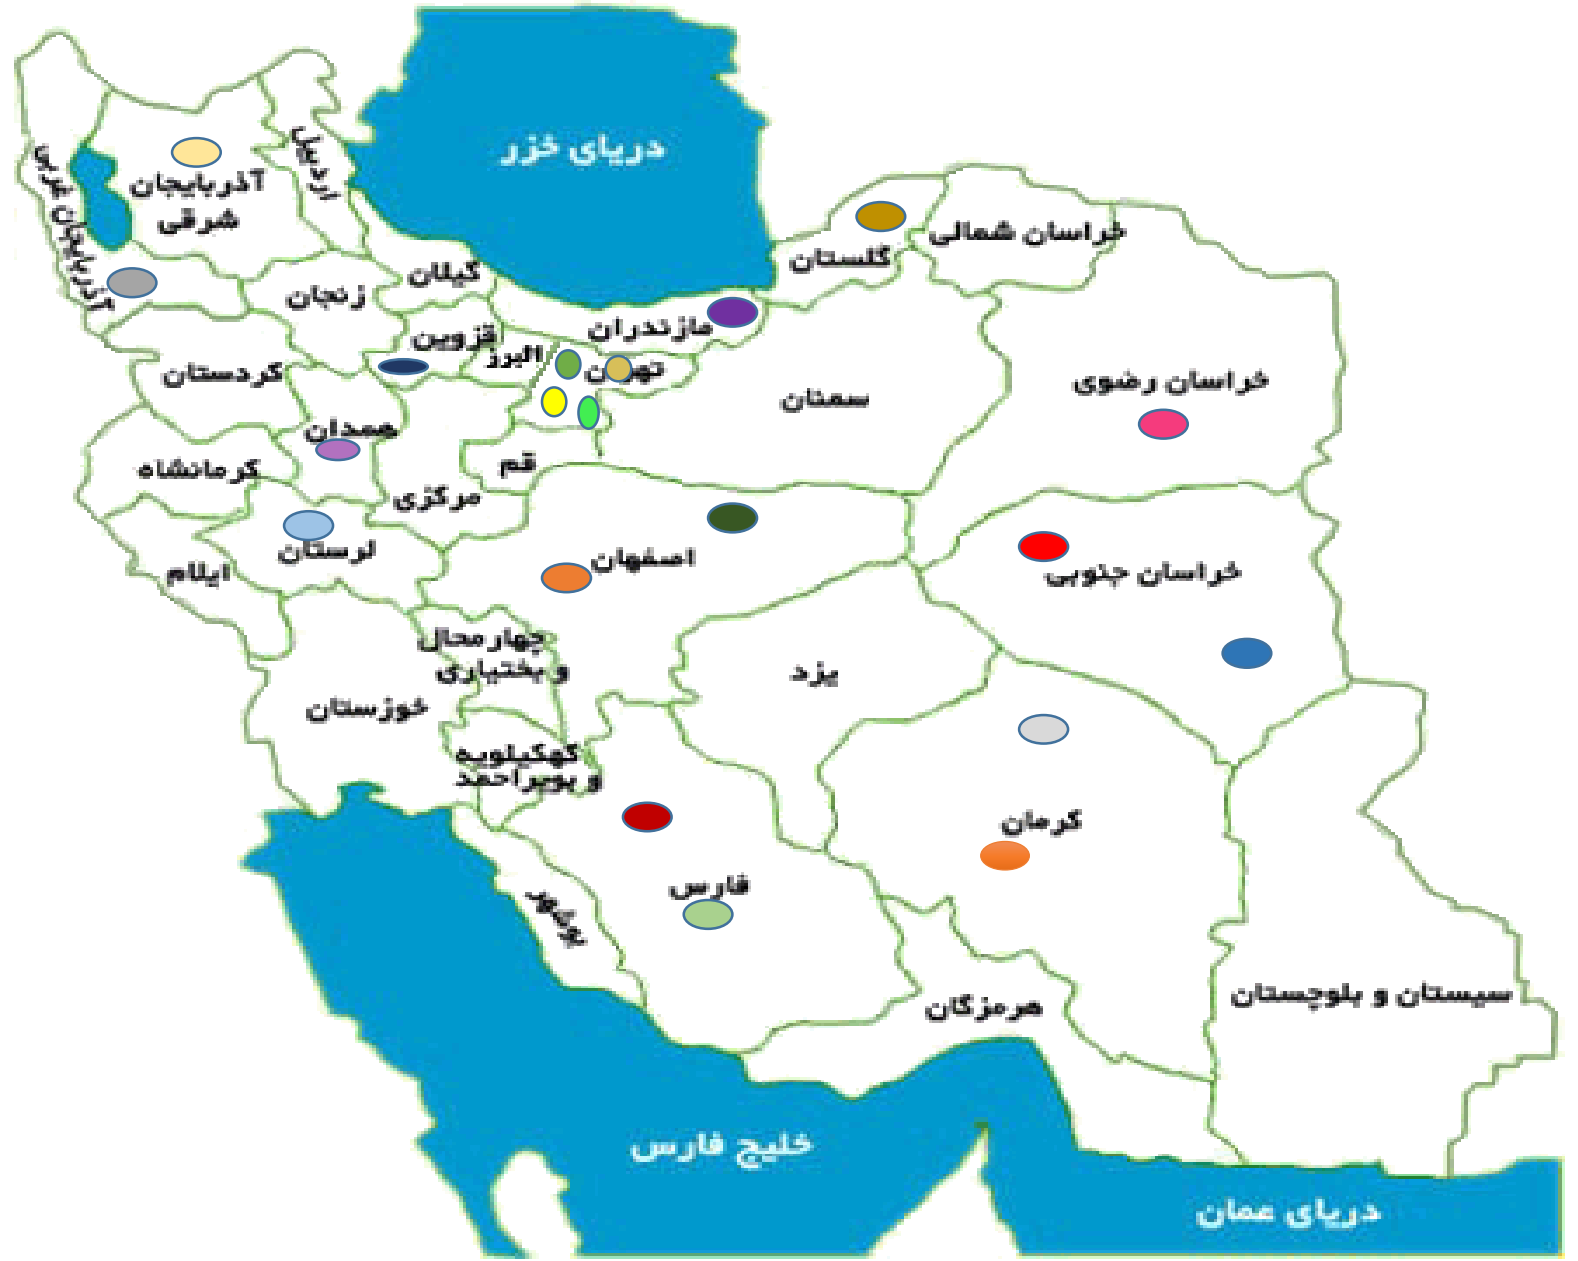 دریای خزر
اردبیل
آذربایجان غربی
آذربایجان
شرقی
خراسان شمالی
گلستان
گیلان
زنجان
مازندران
قزوین
البرز
تهران
کردستان
خراسان رضوی
سمنان
همدان
کرمانشاه
قم
مرکزی
لرستان
اصفهان
ایلام
خراسان جنوبی
چهارمحال
و بختیاری
یزد
خوزستان
کهکیلویه
و بویراحمد
کرمان
فارس
بوشهر
سیستان و بلوچستان
هرمزگان
خلیج فارس
دریای عمان